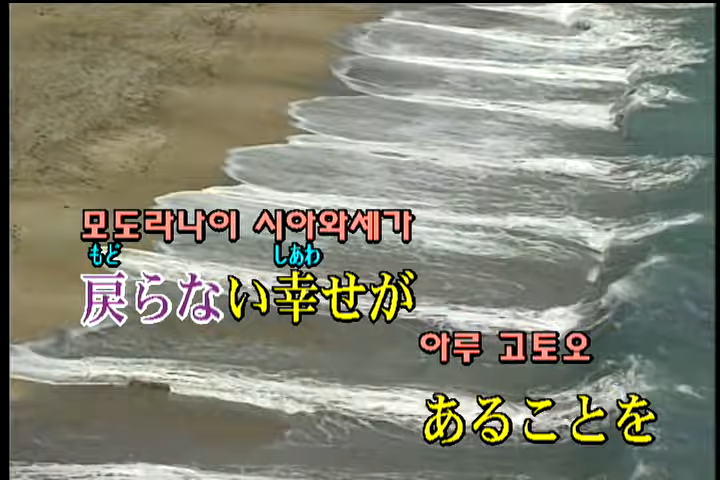 모도라나이 시아와세가
もど しあわ
戻らない幸せが
아루 고토오
あることを